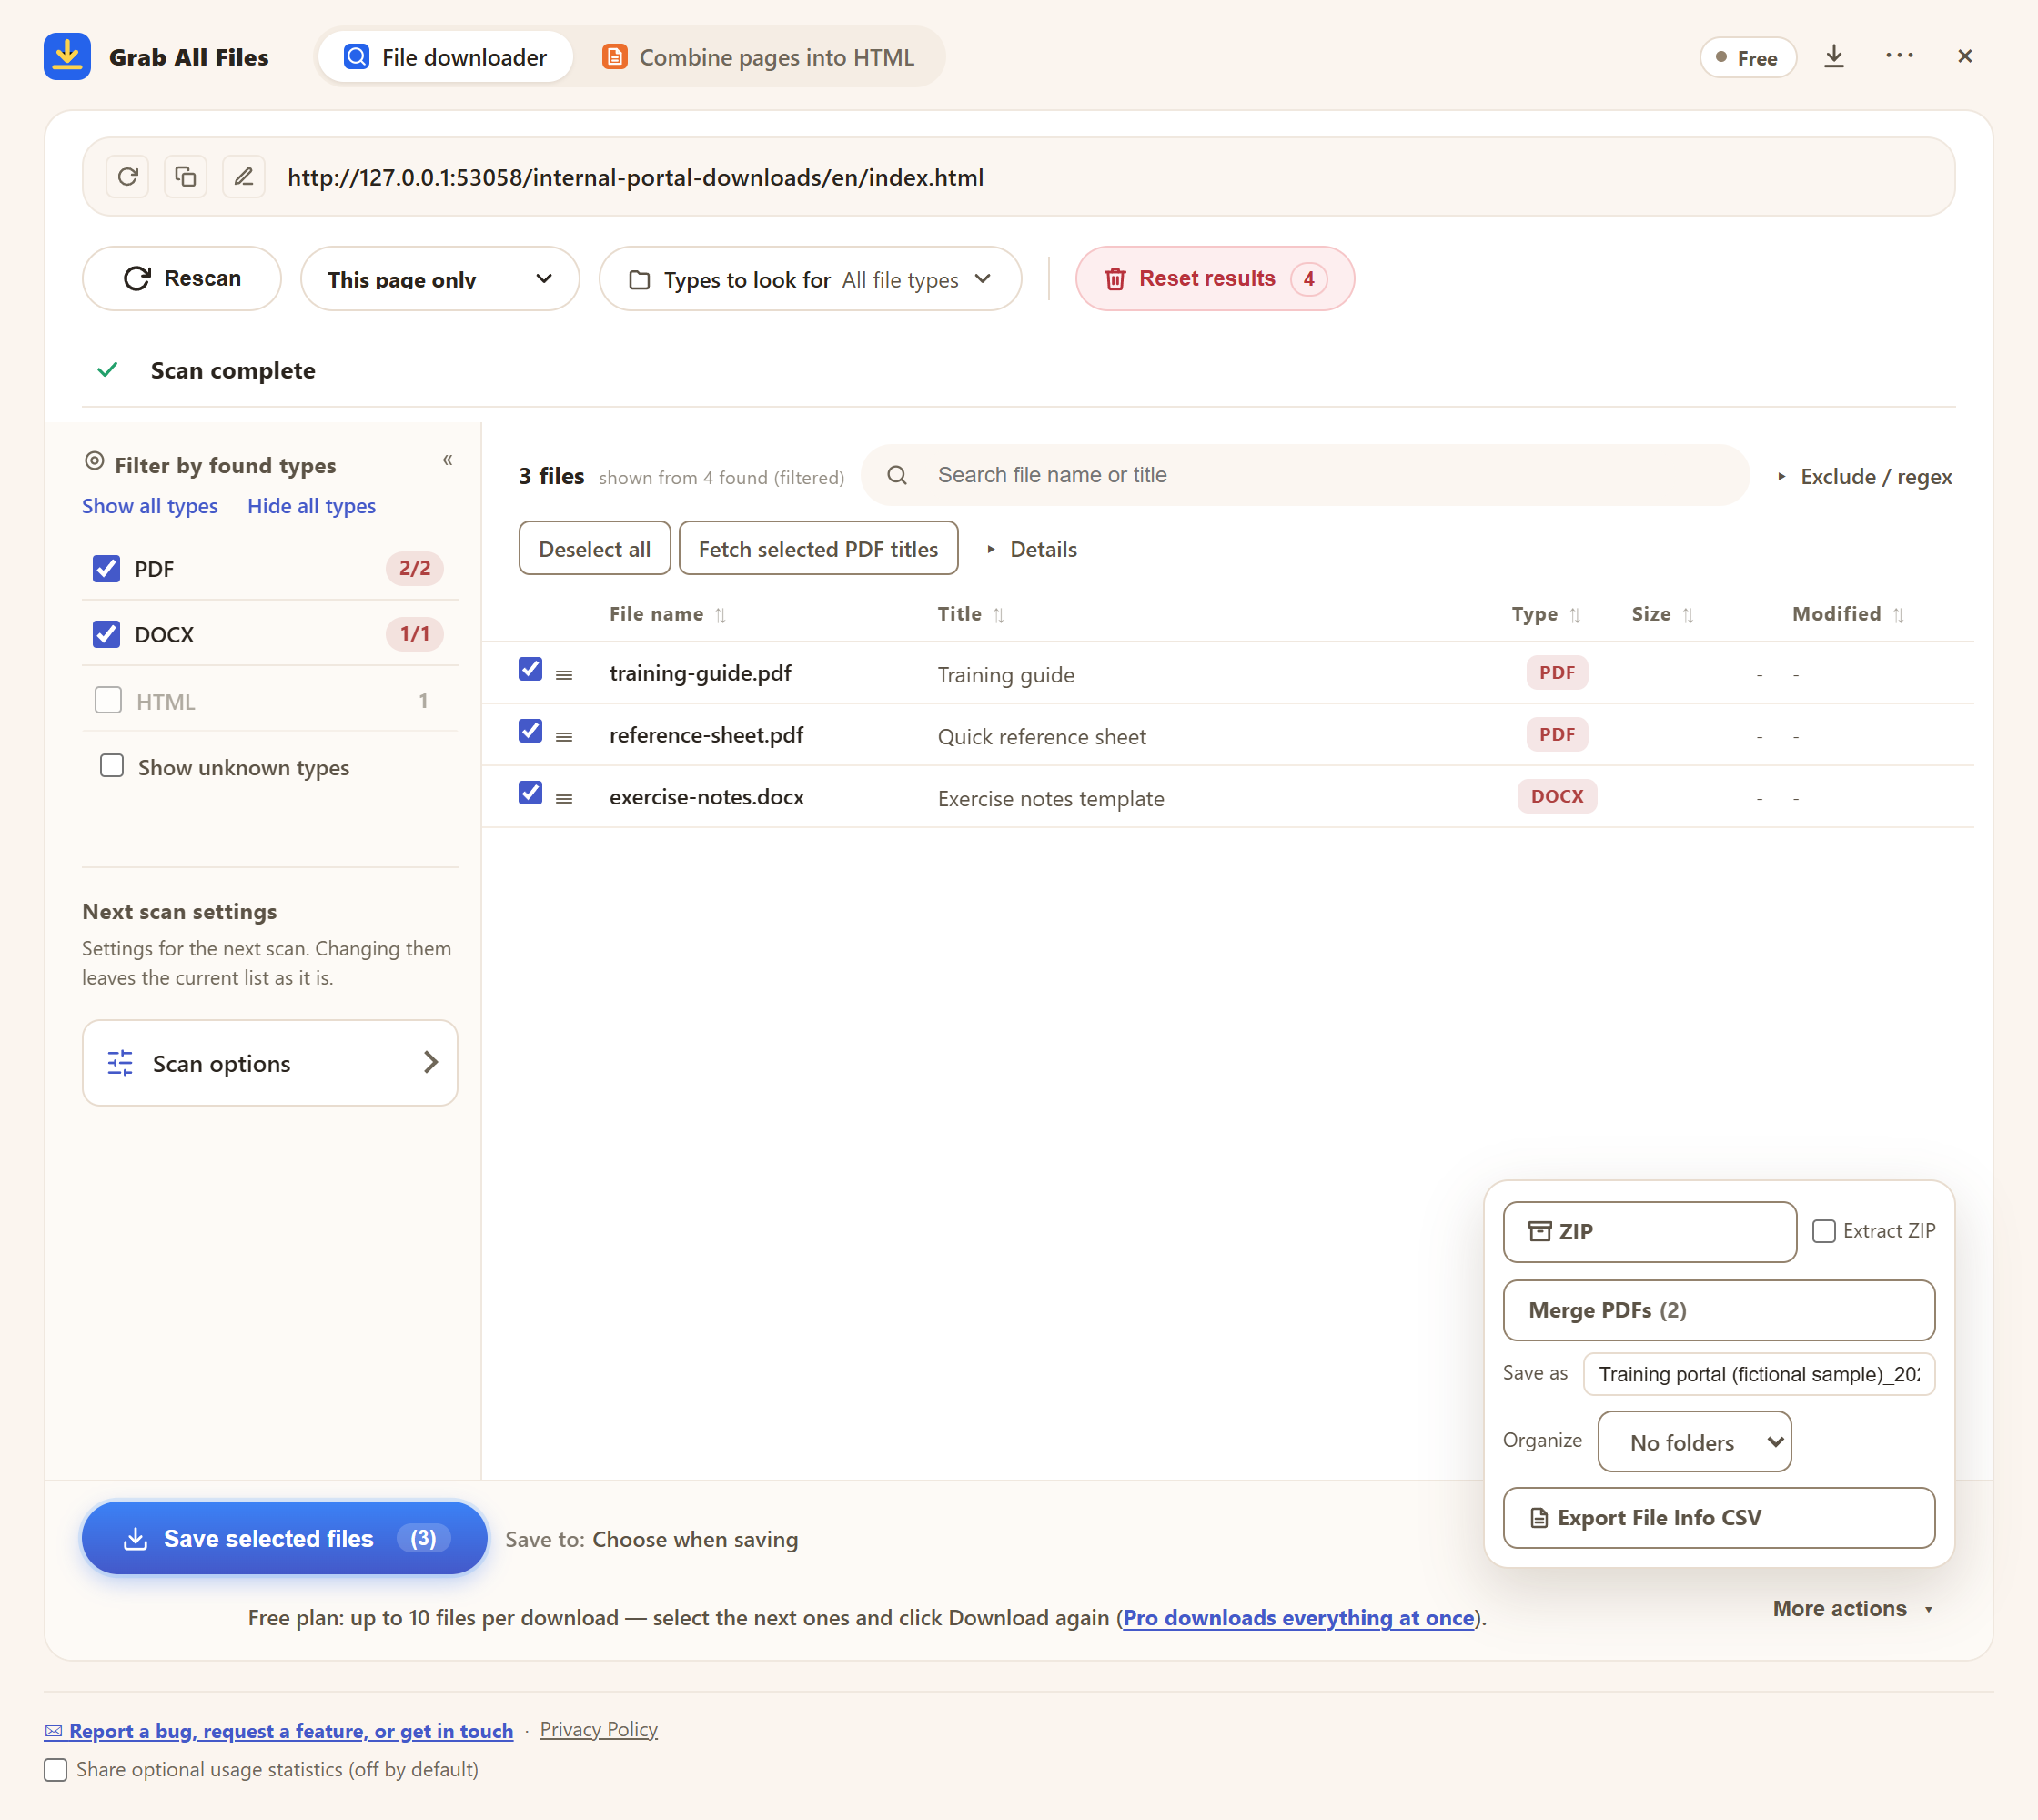 Grab All Files
File downloader
Combine pages into HTML
Free
http://127.0.0.1:53058/internal-portal-downloads/en/index.html
Rescan
This page only
Types to look for All file types
Reset results 4
Scan complete
Filter by found types
«
Show all types Hide all types
PDF 2/2
DOCX 1/1
HTML 1
Show unknown types
Next scan settings
Settings for the next scan. Changing them
leaves the current list as it is.
Scan options
3 files shown from 4 found (filtered)
Search file name or title
Exclude / regex
Deselect all
Fetch selected PDF titles
Details
File name Title Type Size Modified
training-guide.pdf Training guide PDF - -
reference-sheet.pdf Quick reference sheet PDF - -
exercise-notes.docx Exercise notes template DOCX - -
ZIP
Extract ZIP
Merge PDFs (2)
Save as Training portal (fictional sample)_202
Organize No folders
Export File Info CSV
Save selected files (3)
Save to: Choose when saving
Free plan: up to 10 files per download — select the next ones and click Download again (Pro downloads everything at once).
More actions
Report a bug, request a feature, or get in touch · Privacy Policy
Share optional usage statistics (off by default)